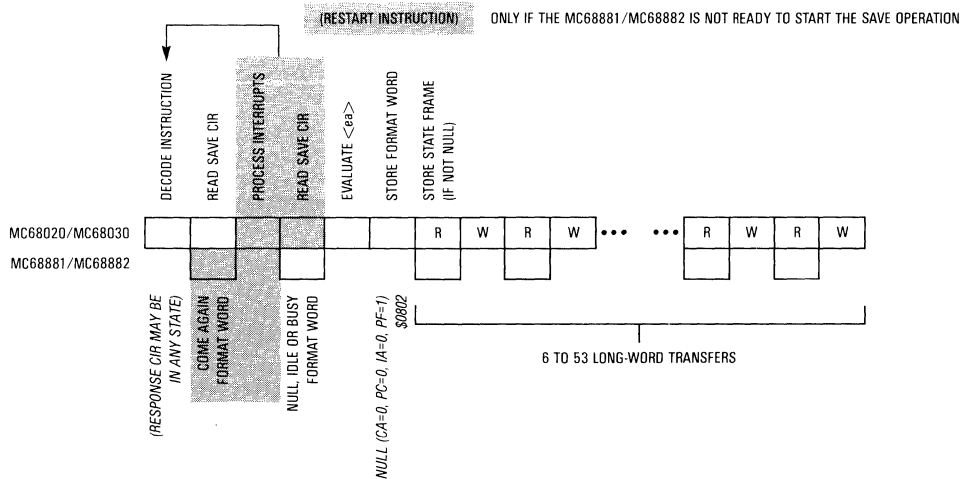 (RESTART INSTRUCTION)
ONLY IF THE MC68881/MC68882 IS NOT READY TO START THE SAVE OPERATION
DECODE INSTRUCTION
READ SAVE CIR
PROCESS INTERRUPTS
READ SAVE CIR
EVALUATE <ea>
STORE FORMAT WORD
STORE STATE FRAME
(IF NOT NULL)
MC68020/MC68030
R W R W ••• ••• R W R W
MC68881/MC68882
(RESPONSE CIR MAY BE
IN ANY STATE)
COME AGAIN
FORMAT WORD
NULL, IDLE OR BUSY
FORMAT WORD
NULL (CA=0, PC=0, IA=0, PF=1)
$0802
6 TO 53 LONG-WORD TRANSFERS